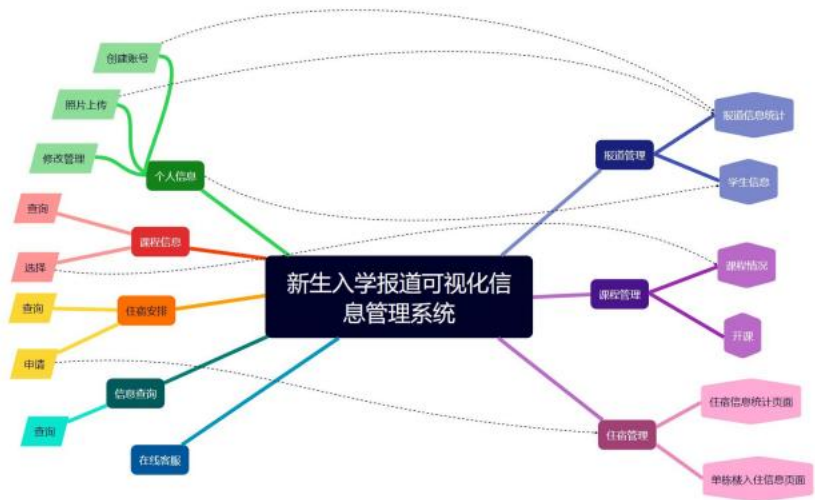 创建账号
照片上传
修改管理
个人信息
查询
课程信息
选择
查询
住宿安排
申请
信息查询
查询
在线客服
新生入学报道可视化信
息管理系统
报道信息统计
报道管理
学生信息
课程情况
课程管理
开课
住宿信息统计页面
住宿管理
单栋楼入住信息页面